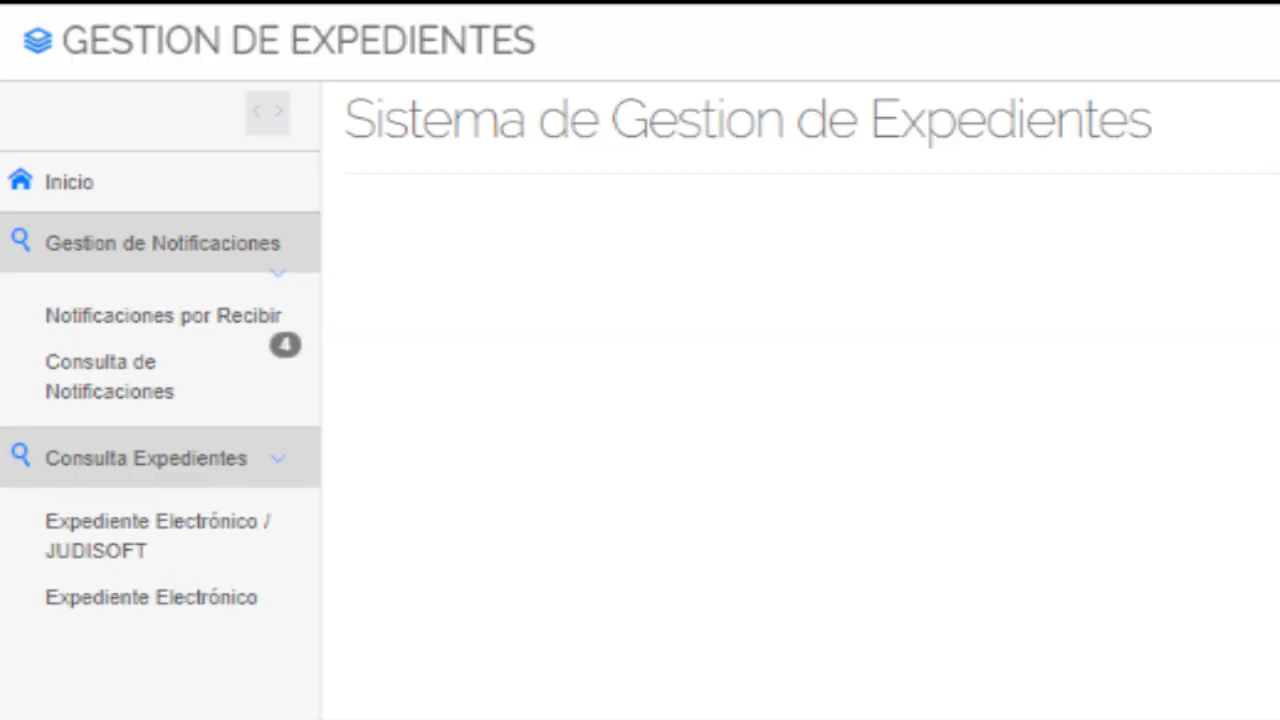 GESTION DE EXPEDIENTES
Sistema de Gestion de Expedientes
Inicio
Gestion de Notificaciones
Notificaciones por Recibir
4
Consulta de
Notificaciones
Consulta Expedientes
Expediente Electrónico /
JUDISOFT
Expediente Electrónico